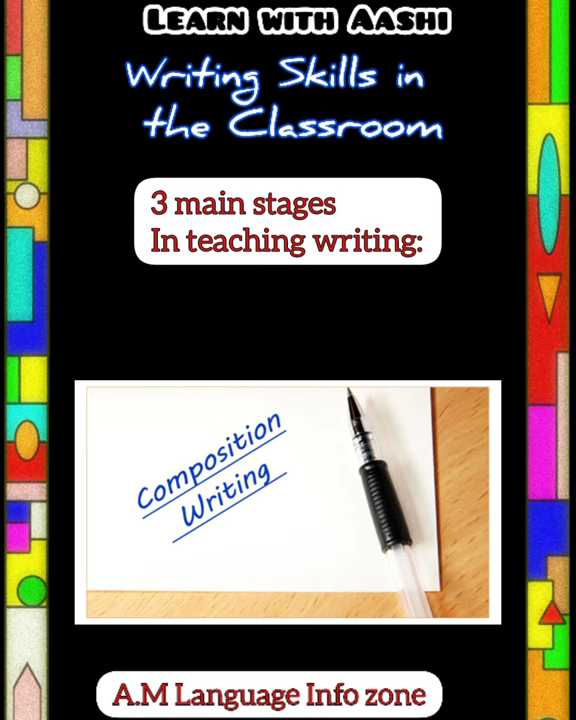 Learn with Aashi
Writing Skills in
the Classroom
3 main stages
In teaching writing:
Composition
Writing
A.M Language Info zone